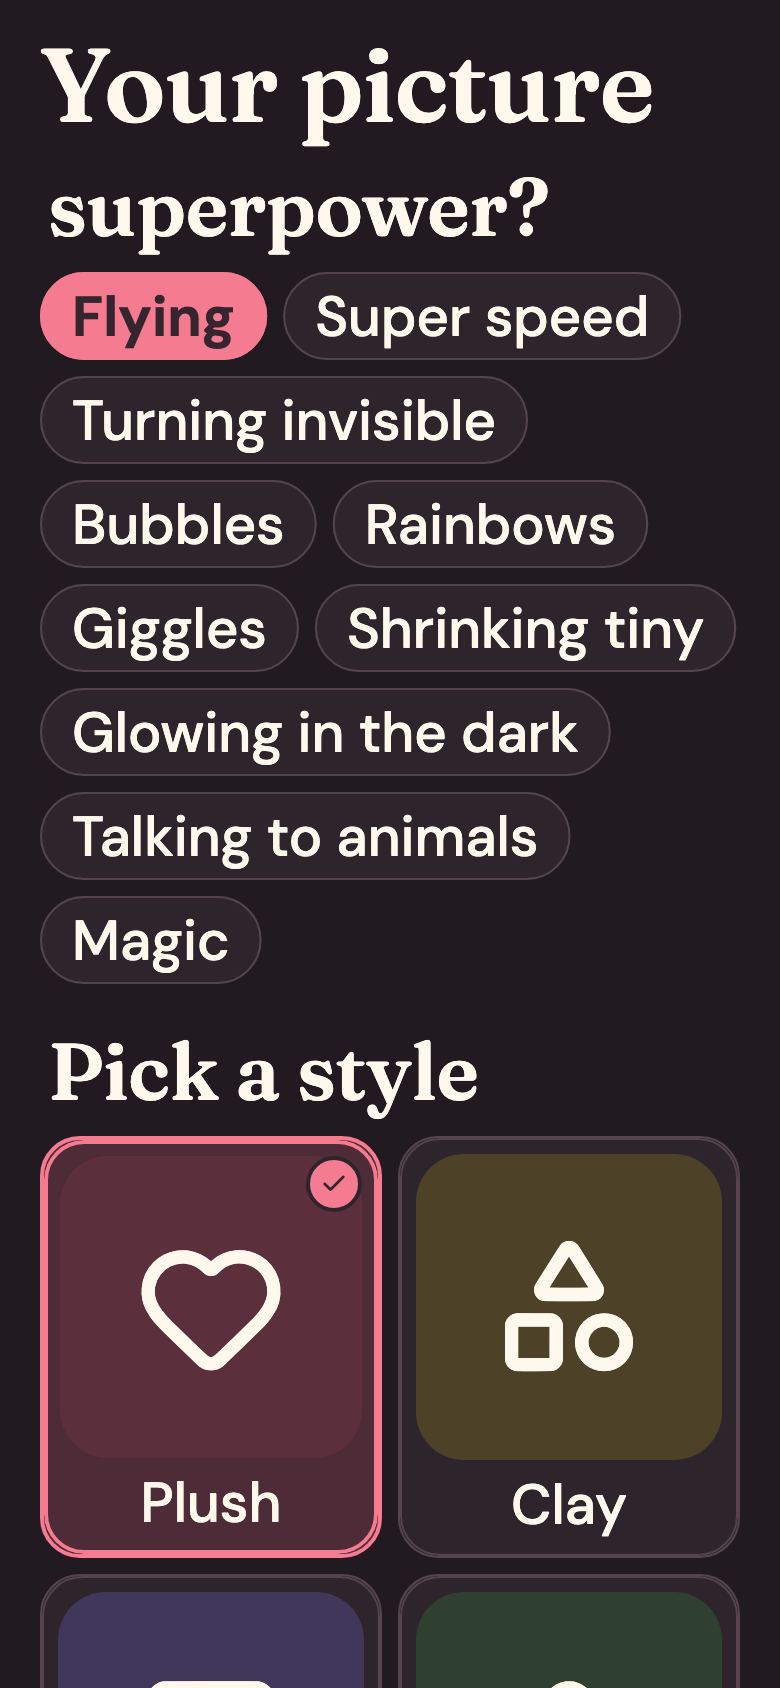 Your picture
superpower?
Flying Super speed
Turning invisible
Bubbles Rainbows
Giggles Shrinking tiny
Glowing in the dark
Talking to animals
Magic
Pick a style
Plush Clay